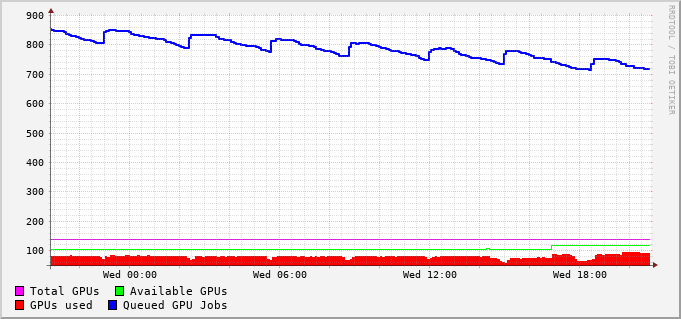 900
800
700
600
500
400
300
200
100
Wed 00:00 Wed 06:00 Wed 12:00 Wed 18:00
Total GPUs Available GPUs
GPUs used Queued GPU Jobs
RRDTOOL / TOBI OETIKER